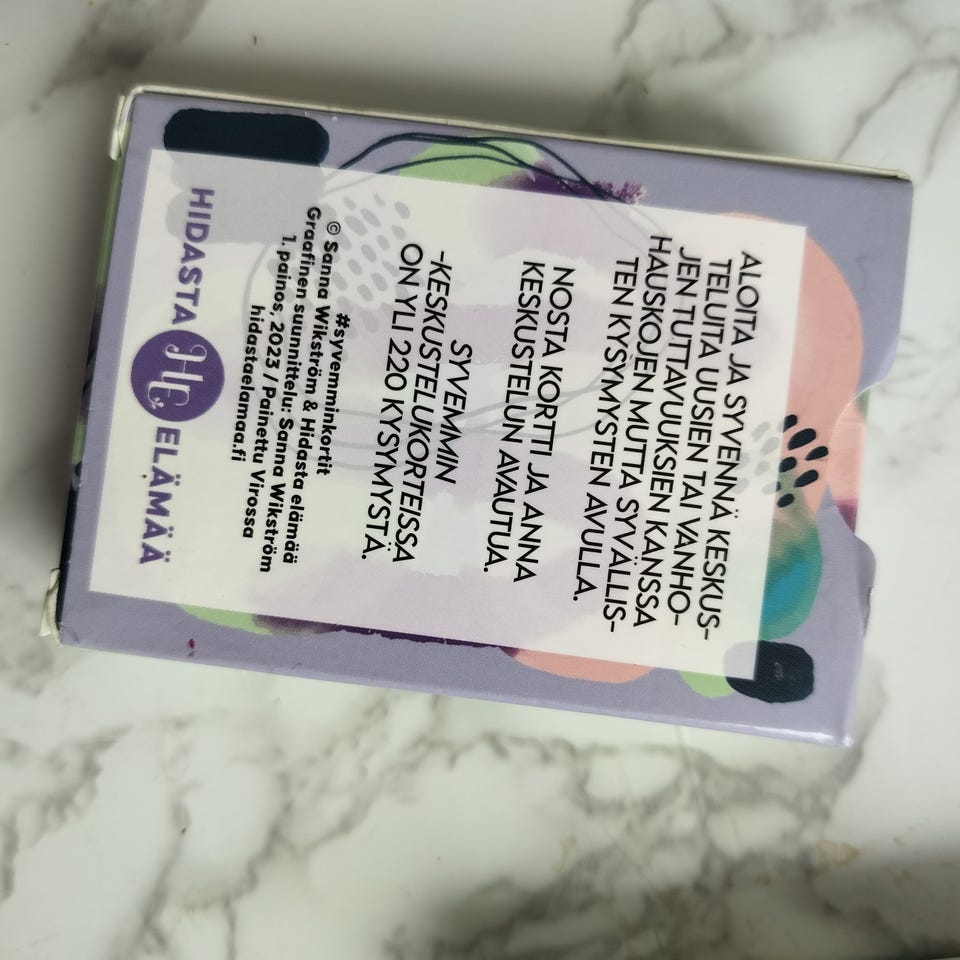 ALOITA JA SYVENNÄ KESKUS-
TELUITA UUSIEN TAI VANHO-
JEN TUTTAVUUKSIEN KANSSA
HAUSKOJEN MUTTA SYVÄLLIS-
TEN KYSYMYSTEN AVULLA.
NOSTA KORTTI JA ANNA
KESKUSTELUN AVAUTUA.
SYVEMMIN
-KESKUSTELUKORTEISSA
ON YLI 220 KYSYMYSTÄ.
#syvemminkortit
© Sanna Wikström & Hidasta elämää
Graafinen suunnittelu: Sanna Wikström
1. painos, 2023 / Painettu Virossa
hidastaelamaa.fi
HIDASTA HE ELÄMÄÄ